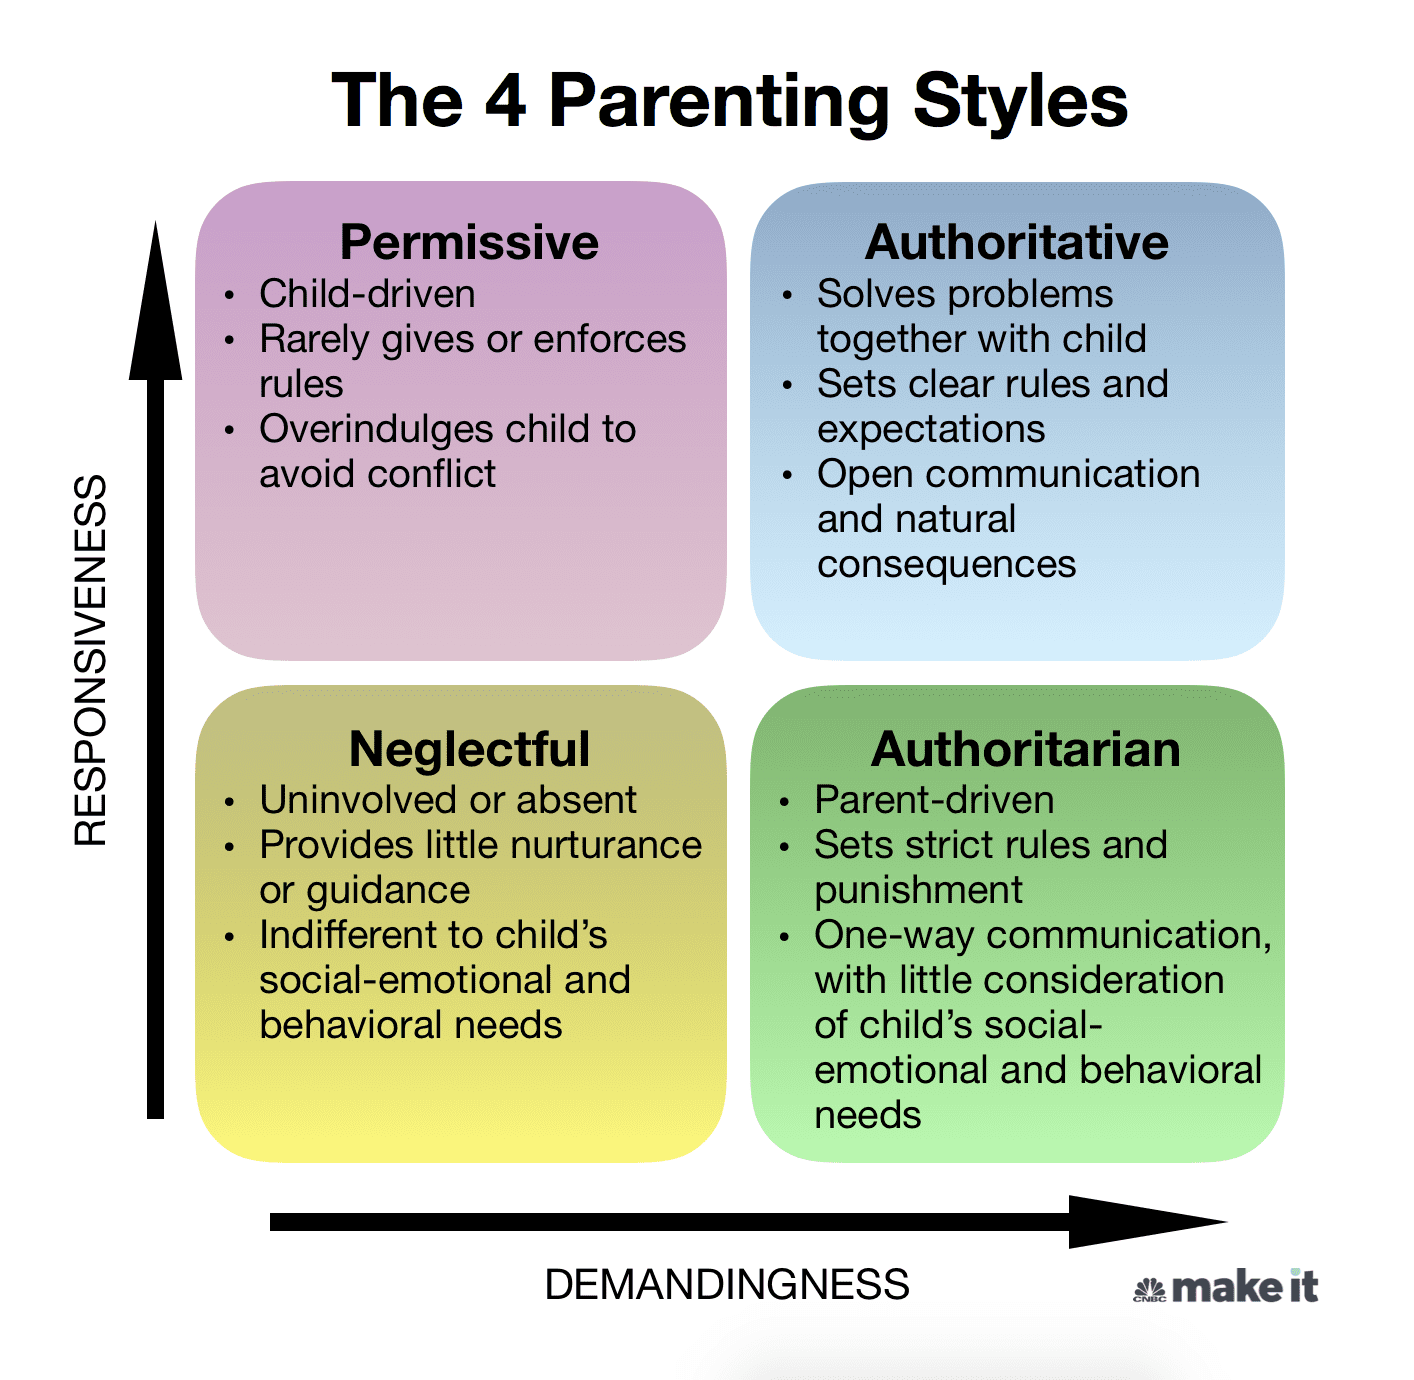 The 4 Parenting Styles
RESPONSIVENESS
Permissive
• Child-driven
• Rarely gives or enforces
rules
• Overindulges child to
avoid conflict
Authoritative
• Solves problems
together with child
• Sets clear rules and
expectations
• Open communication
and natural
consequences
Neglectful
• Uninvolved or absent
• Provides little nurturance
or guidance
• Indifferent to child’s
social-emotional and
behavioral needs
Authoritarian
• Parent-driven
• Sets strict rules and
punishment
• One-way communication,
with little consideration
of child’s social-
emotional and behavioral
needs
DEMANDINGNESS
CNBC make it